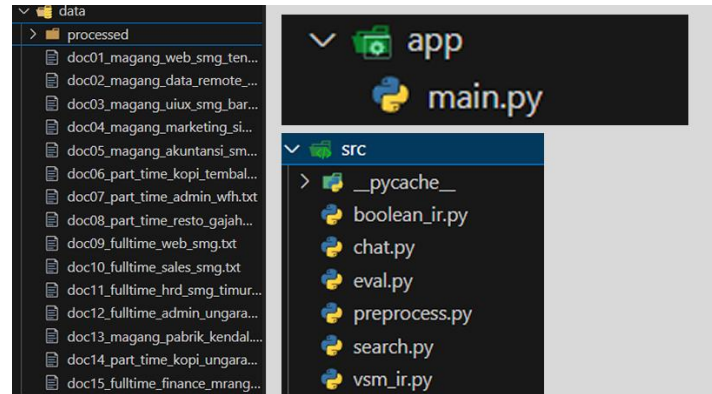 data
processed
doc01_magang_web_smg_ten...
doc02_magang_data_remote_...
doc03_magang_uiux_smg_bar...
doc04_magang_marketing_si...
doc05_magang_akuntansi_sm...
doc06_part_time_kopi_tembal...
doc07_part_time_admin_wfh.txt
doc08_part_time_resto_gajah...
doc09_fulltime_web_smg.txt
doc10_fulltime_sales_smg.txt
doc11_fulltime_hrd_smg_timur...
doc12_fulltime_admin_ungara...
doc13_magang_pabrik_kendal....
doc14_part_time_kopi_ungara...
doc15_fulltime_finance_mrang...
app
main.py
src
__pycache__
boolean_ir.py
chat.py
eval.py
preprocess.py
search.py
vsm_ir.py